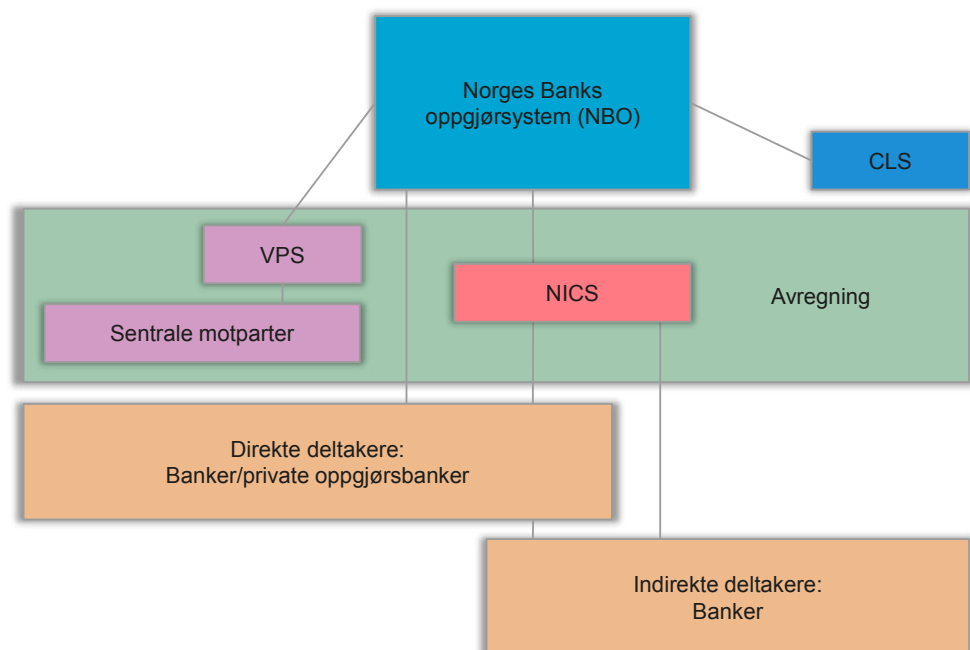 Norges Banks
oppgjørsystem (NBO)
CLS
VPS
NICS
Avregning
Sentrale motparter
Direkte deltakere:
Banker/private oppgjørsbanker
Indirekte deltakere:
Banker